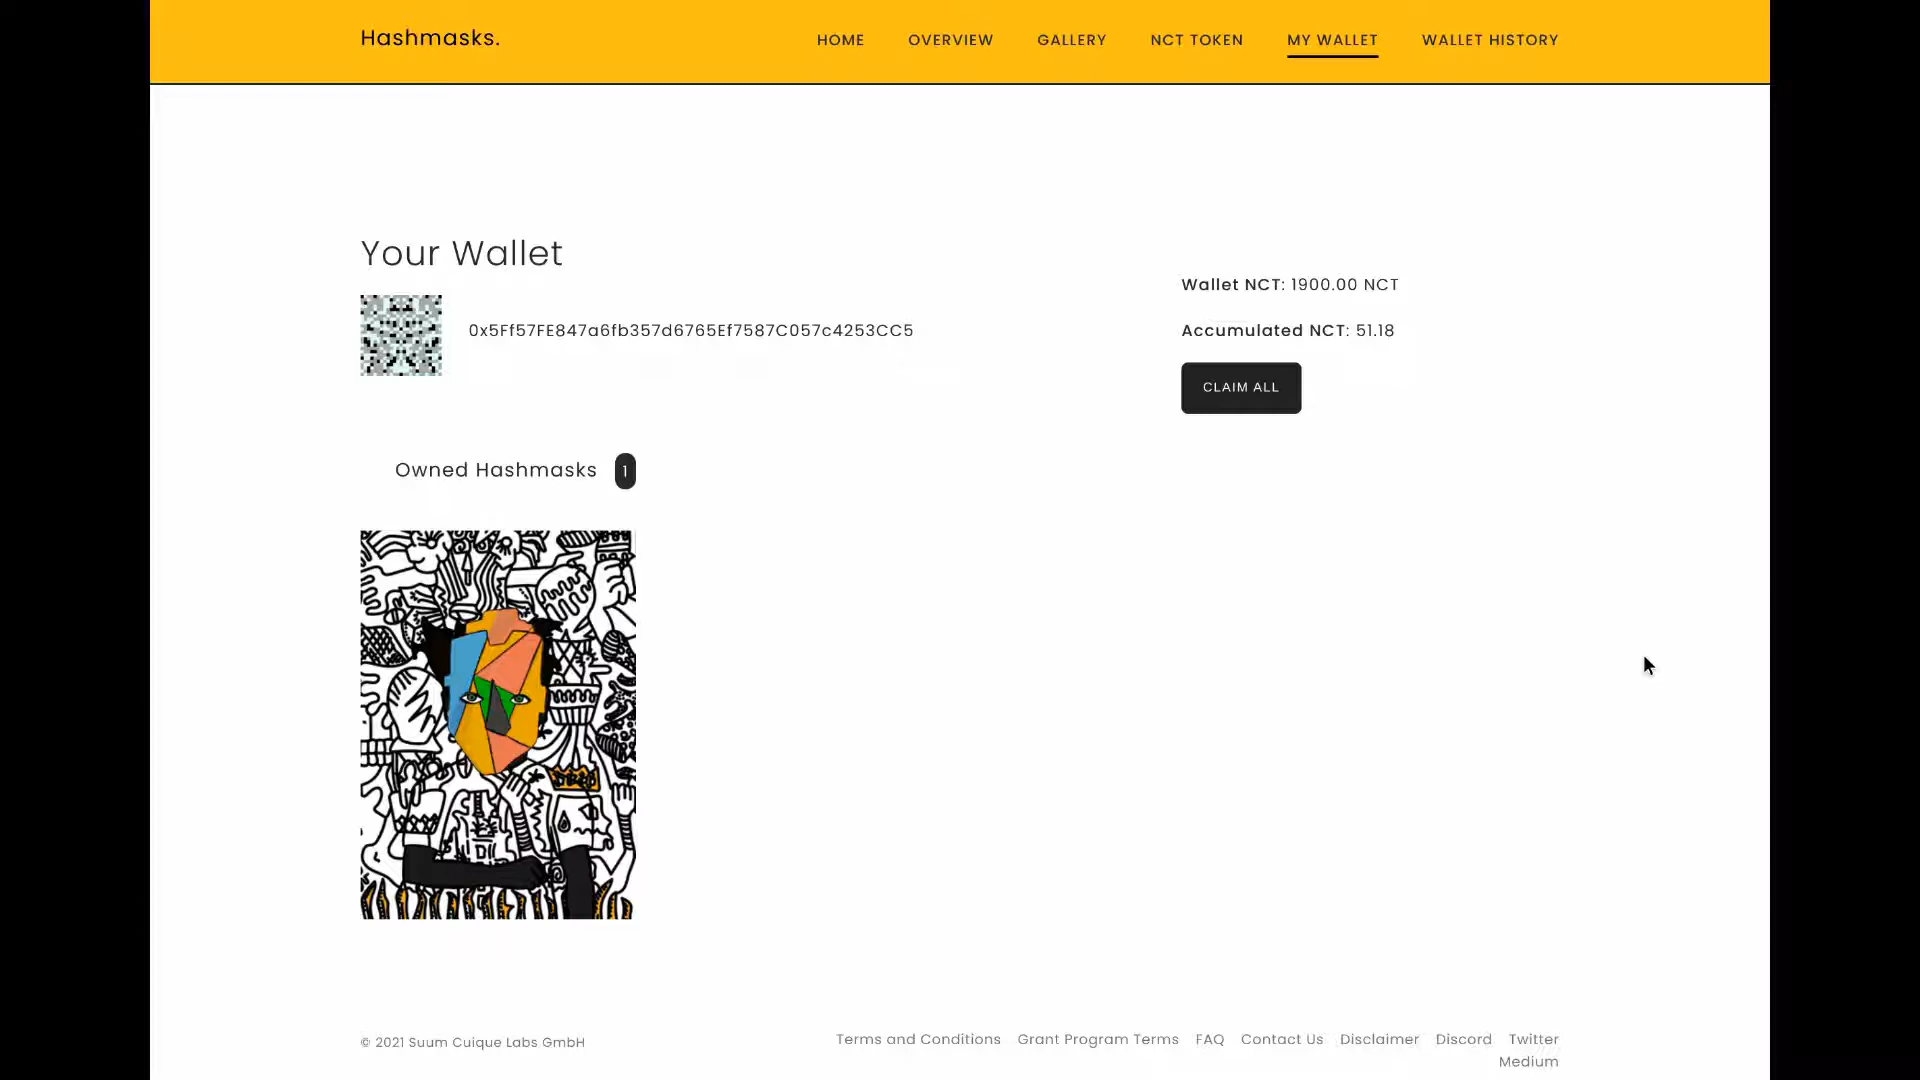 Hashmasks.
HOME OVERVIEW GALLERY NCT TOKEN MY WALLET WALLET HISTORY
Your Wallet
0x5Ff57FE847a6fb357d6765Ef7587C057c4253CC5
Wallet NCT: 1900.00 NCT
Accumulated NCT: 51.18
CLAIM ALL
Owned Hashmasks 1
© 2021 Suum Cuique Labs GmbH
Terms and Conditions Grant Program Terms FAQ Contact Us Disclaimer Discord Twitter
Medium